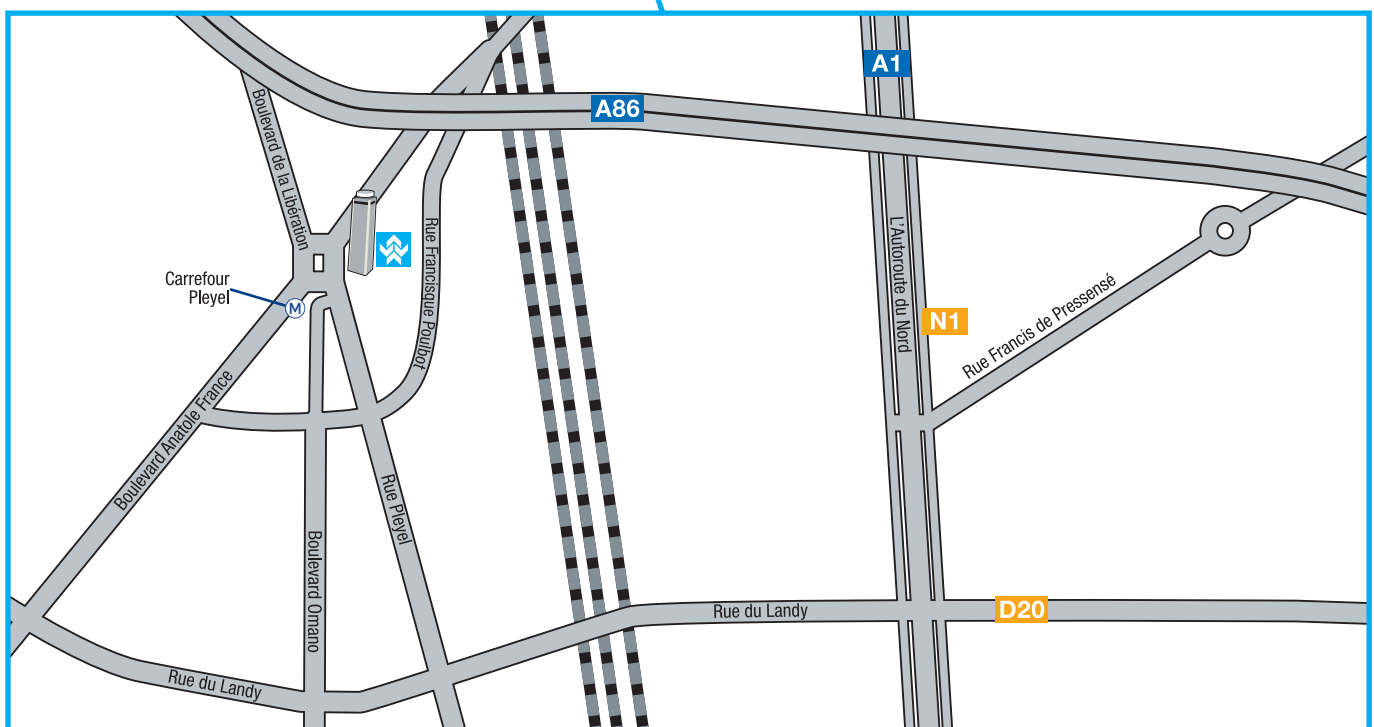 A1
A86
Boulevard de la Libération
Rue Francisque Poulbot
L'Autoroute du Nord
Carrefour
Pleyel
M
N1
Rue Francis de Pressensé
Boulevard Anatole France
Rue Pleyel
Boulevard Omano
Rue du Landy
D20
Rue du Landy